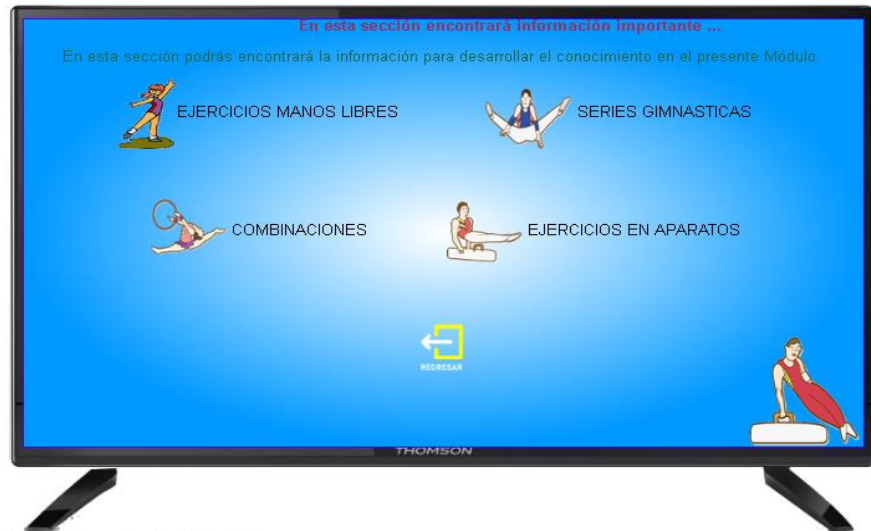 En esta sección encontrará información importante ...
En esta sección podrás encontrará la información para desarrollar el conocimiento en el presente Módulo.
EJERCICIOS MANOS LIBRES
SERIES GIMNASTICAS
COMBINACIONES
EJERCICIOS EN APARATOS
REGRESAR
THOMSON